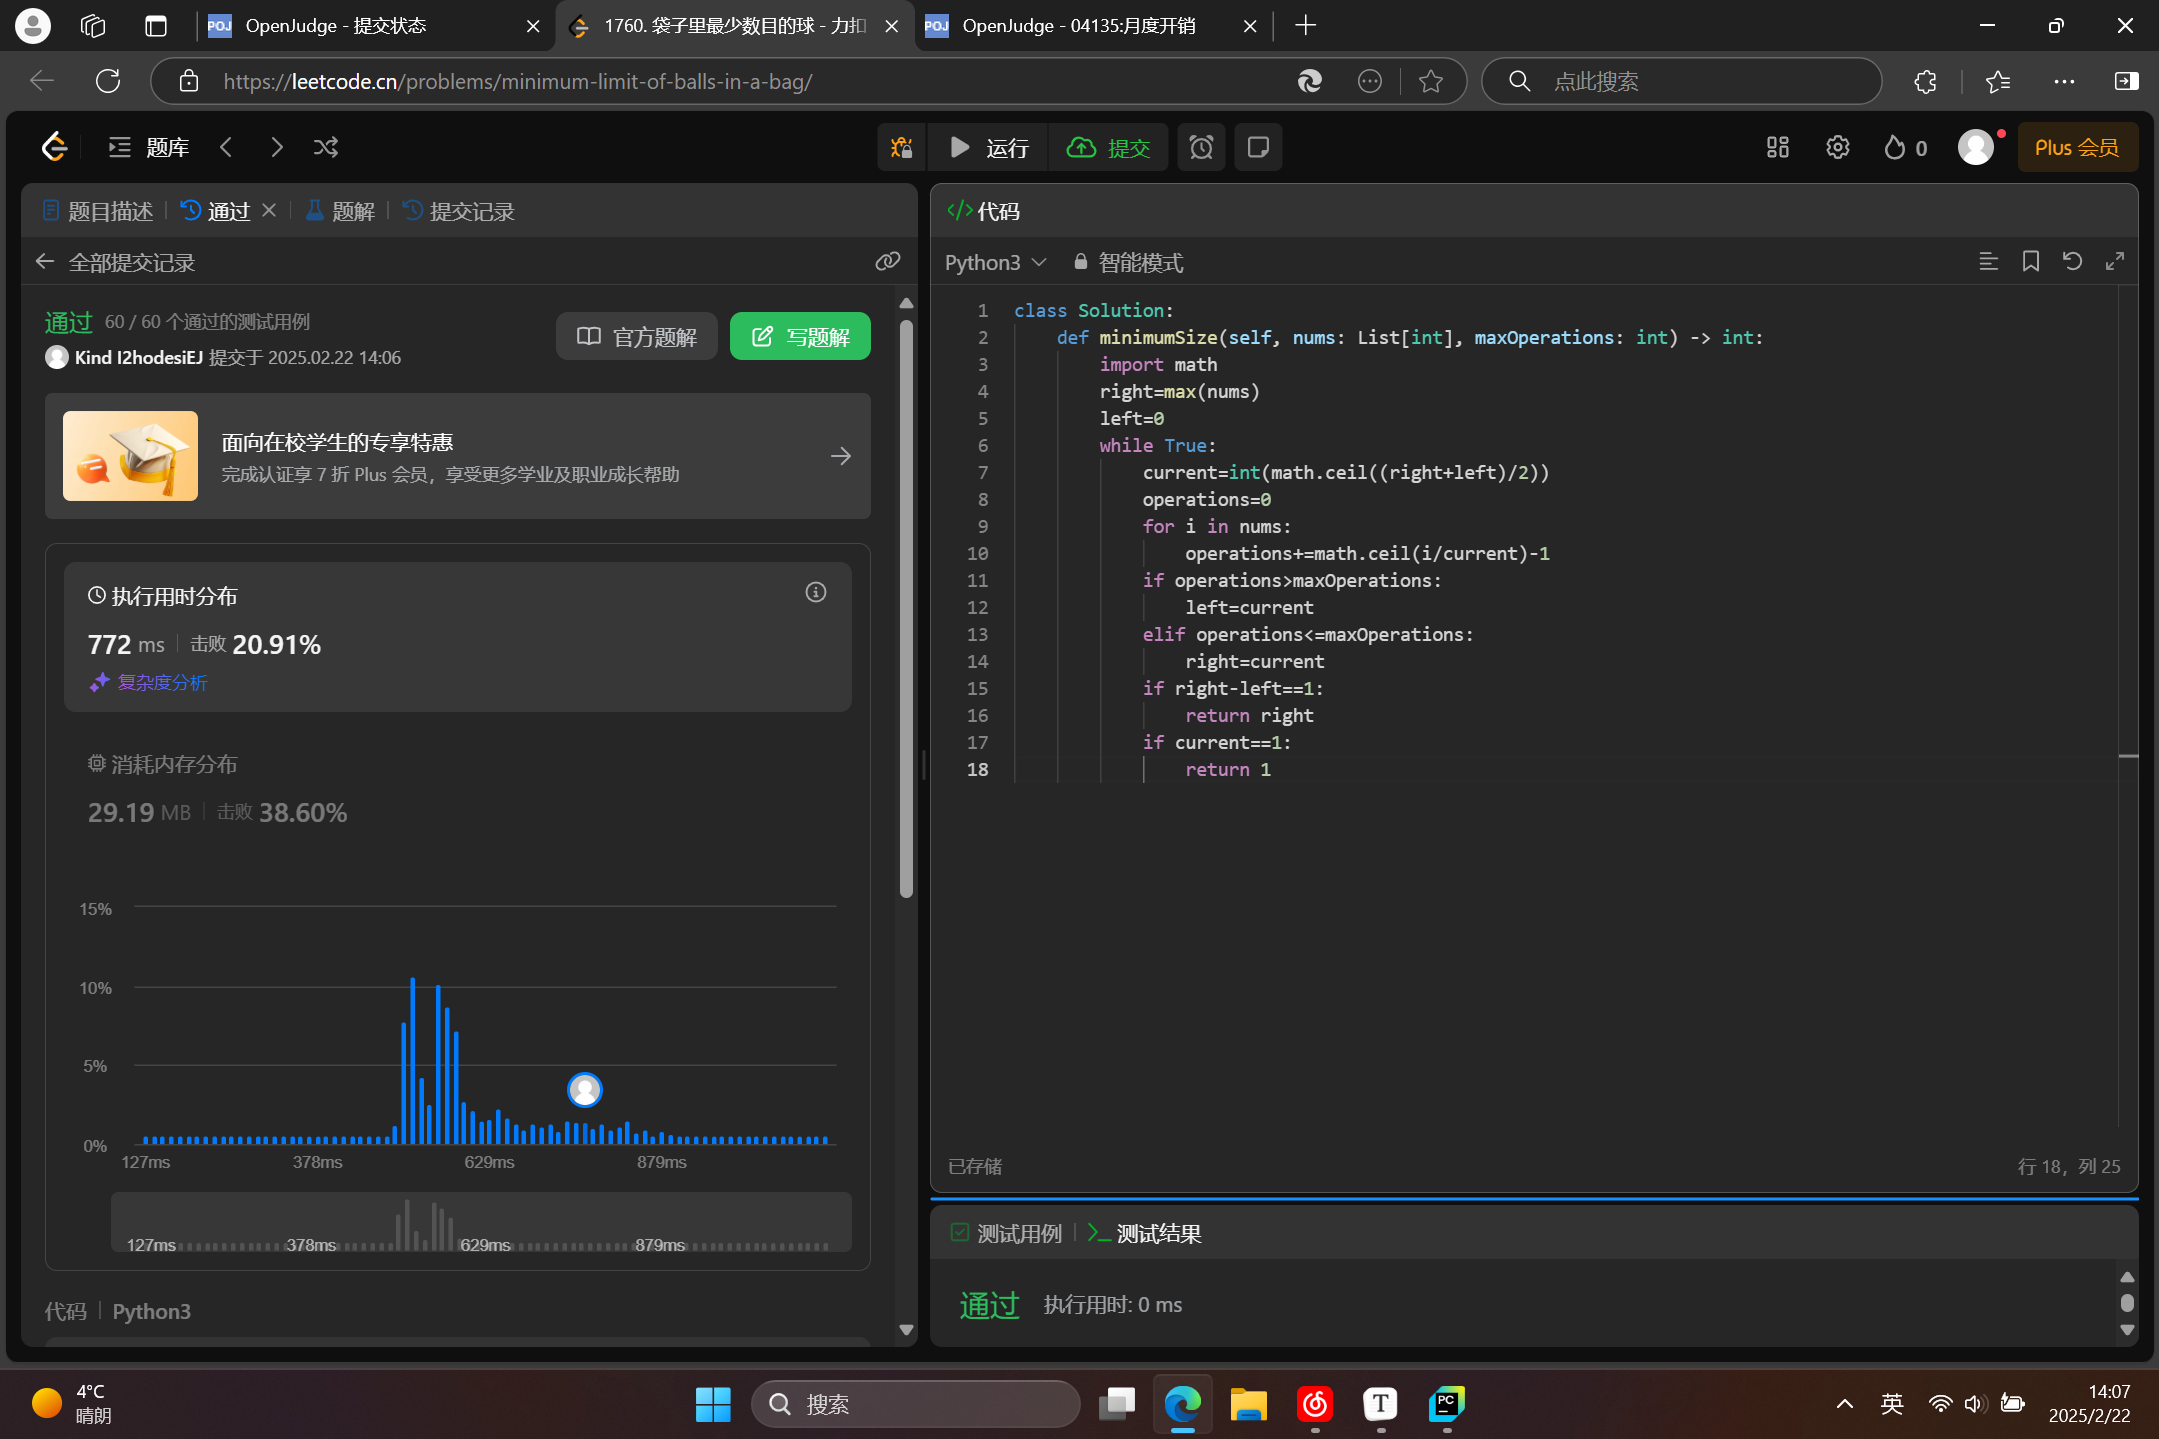 OpenJudge - 提交状态
1760. 袋子里最少数目的球 - 力扣
OpenJudge - 04135:月度开销
https://leetcode.cn/problems/minimum-limit-of-balls-in-a-bag/
点此搜索
题库
运行
提交
0
Plus 会员
题目描述
通过
题解
提交记录
全部提交记录
通过 60 / 60 个通过的测试用例
Kind I2hodesiEJ 提交于 2025.02.22 14:06
官方题解
写题解
面向在校学生的专享特惠
完成认证享 7 折 Plus 会员，享受更多学业及职业成长帮助
执行用时分布
772 ms 击败 20.91%
复杂度分析
消耗内存分布
29.19 MB 击败 38.60%
15%
10%
5%
0%
127ms 378ms 629ms 879ms
127ms 378ms 629ms 879ms
代码 Python3
</> 代码
Python3 智能模式
1 class Solution:
2 def minimumSize(self, nums: List[int], maxOperations: int) -> int:
3 import math
4 right=max(nums)
5 left=0
6 while True:
7 current=int(math.ceil((right+left)/2))
8 operations=0
9 for i in nums:
10 operations+=math.ceil(i/current)-1
11 if operations>maxOperations:
12 left=current
13 elif operations<=maxOperations:
14 right=current
15 if right-left==1:
16 return right
17 if current==1:
18 return 1
已存储
行 18，列 25
测试用例
测试结果
通过 执行用时: 0 ms
4°C
晴朗
搜索
英
14:07
2025/2/22